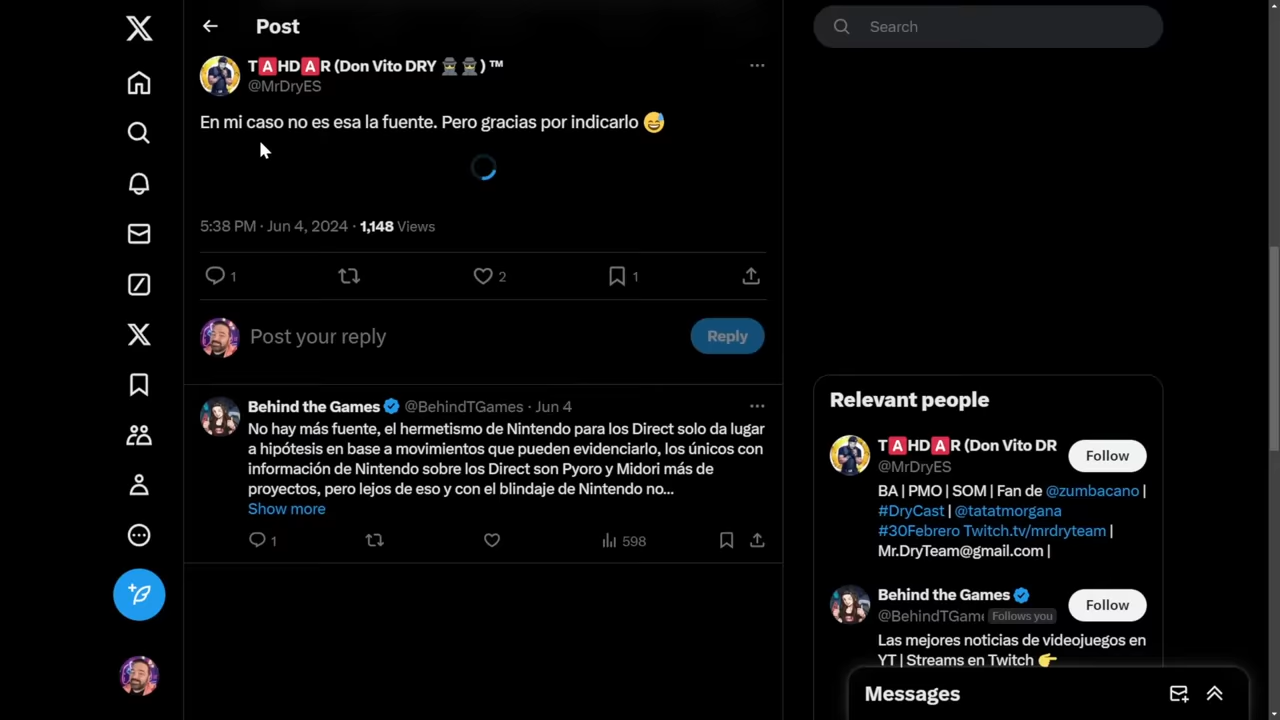 Post
Search
TAHDAR (Don Vito DRY 🕵️🕵️) ™
@MrDryES
En mi caso no es esa la fuente. Pero gracias por indicarlo 😅
5:38 PM · Jun 4, 2024 · 1,148 Views
1
2
1
Post your reply
Reply
Behind the Games @BehindTGames · Jun 4
No hay más fuente, el hermetismo de Nintendo para los Direct solo da lugar
a hipótesis en base a movimientos que pueden evidenciarlo, los únicos con
información de Nintendo sobre los Direct son Pyoro y Midori más de
proyectos, pero lejos de eso y con el blindaje de Nintendo no...
Show more
1
598
Relevant people
TAHDAR (Don Vito DR
@MrDryES
Follow
BA | PMO | SOM | Fan de @zumbacano |
#DryCast | @tatatmorgana
#30Febrero Twitch.tv/mrdryteam |
Mr.DryTeam@gmail.com |
Behind the Games
@BehindTGame Follows you
Follow
Las mejores noticias de videojuegos en
YT | Streams en Twitch 👉
Messages